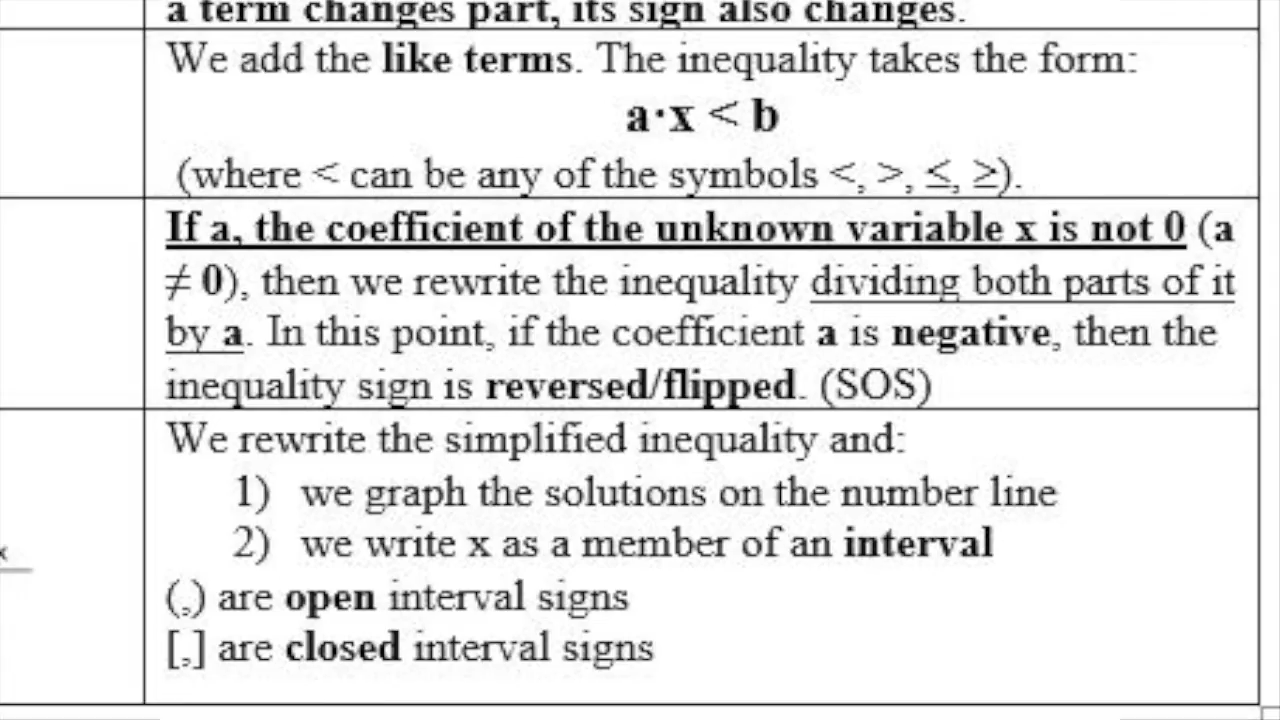 a term changes part, its sign also changes.
We add the like terms. The inequality takes the form:
a·x < b
(where < can be any of the symbols <, >, ≤, ≥).
If a, the coefficient of the unknown variable x is not 0 (a
≠ 0), then we rewrite the inequality dividing both parts of it
by a. In this point, if the coefficient a is negative, then the
inequality sign is reversed/flipped. (SOS)
We rewrite the simplified inequality and:
1) we graph the solutions on the number line
2) we write x as a member of an interval
(,) are open interval signs
[,] are closed interval signs